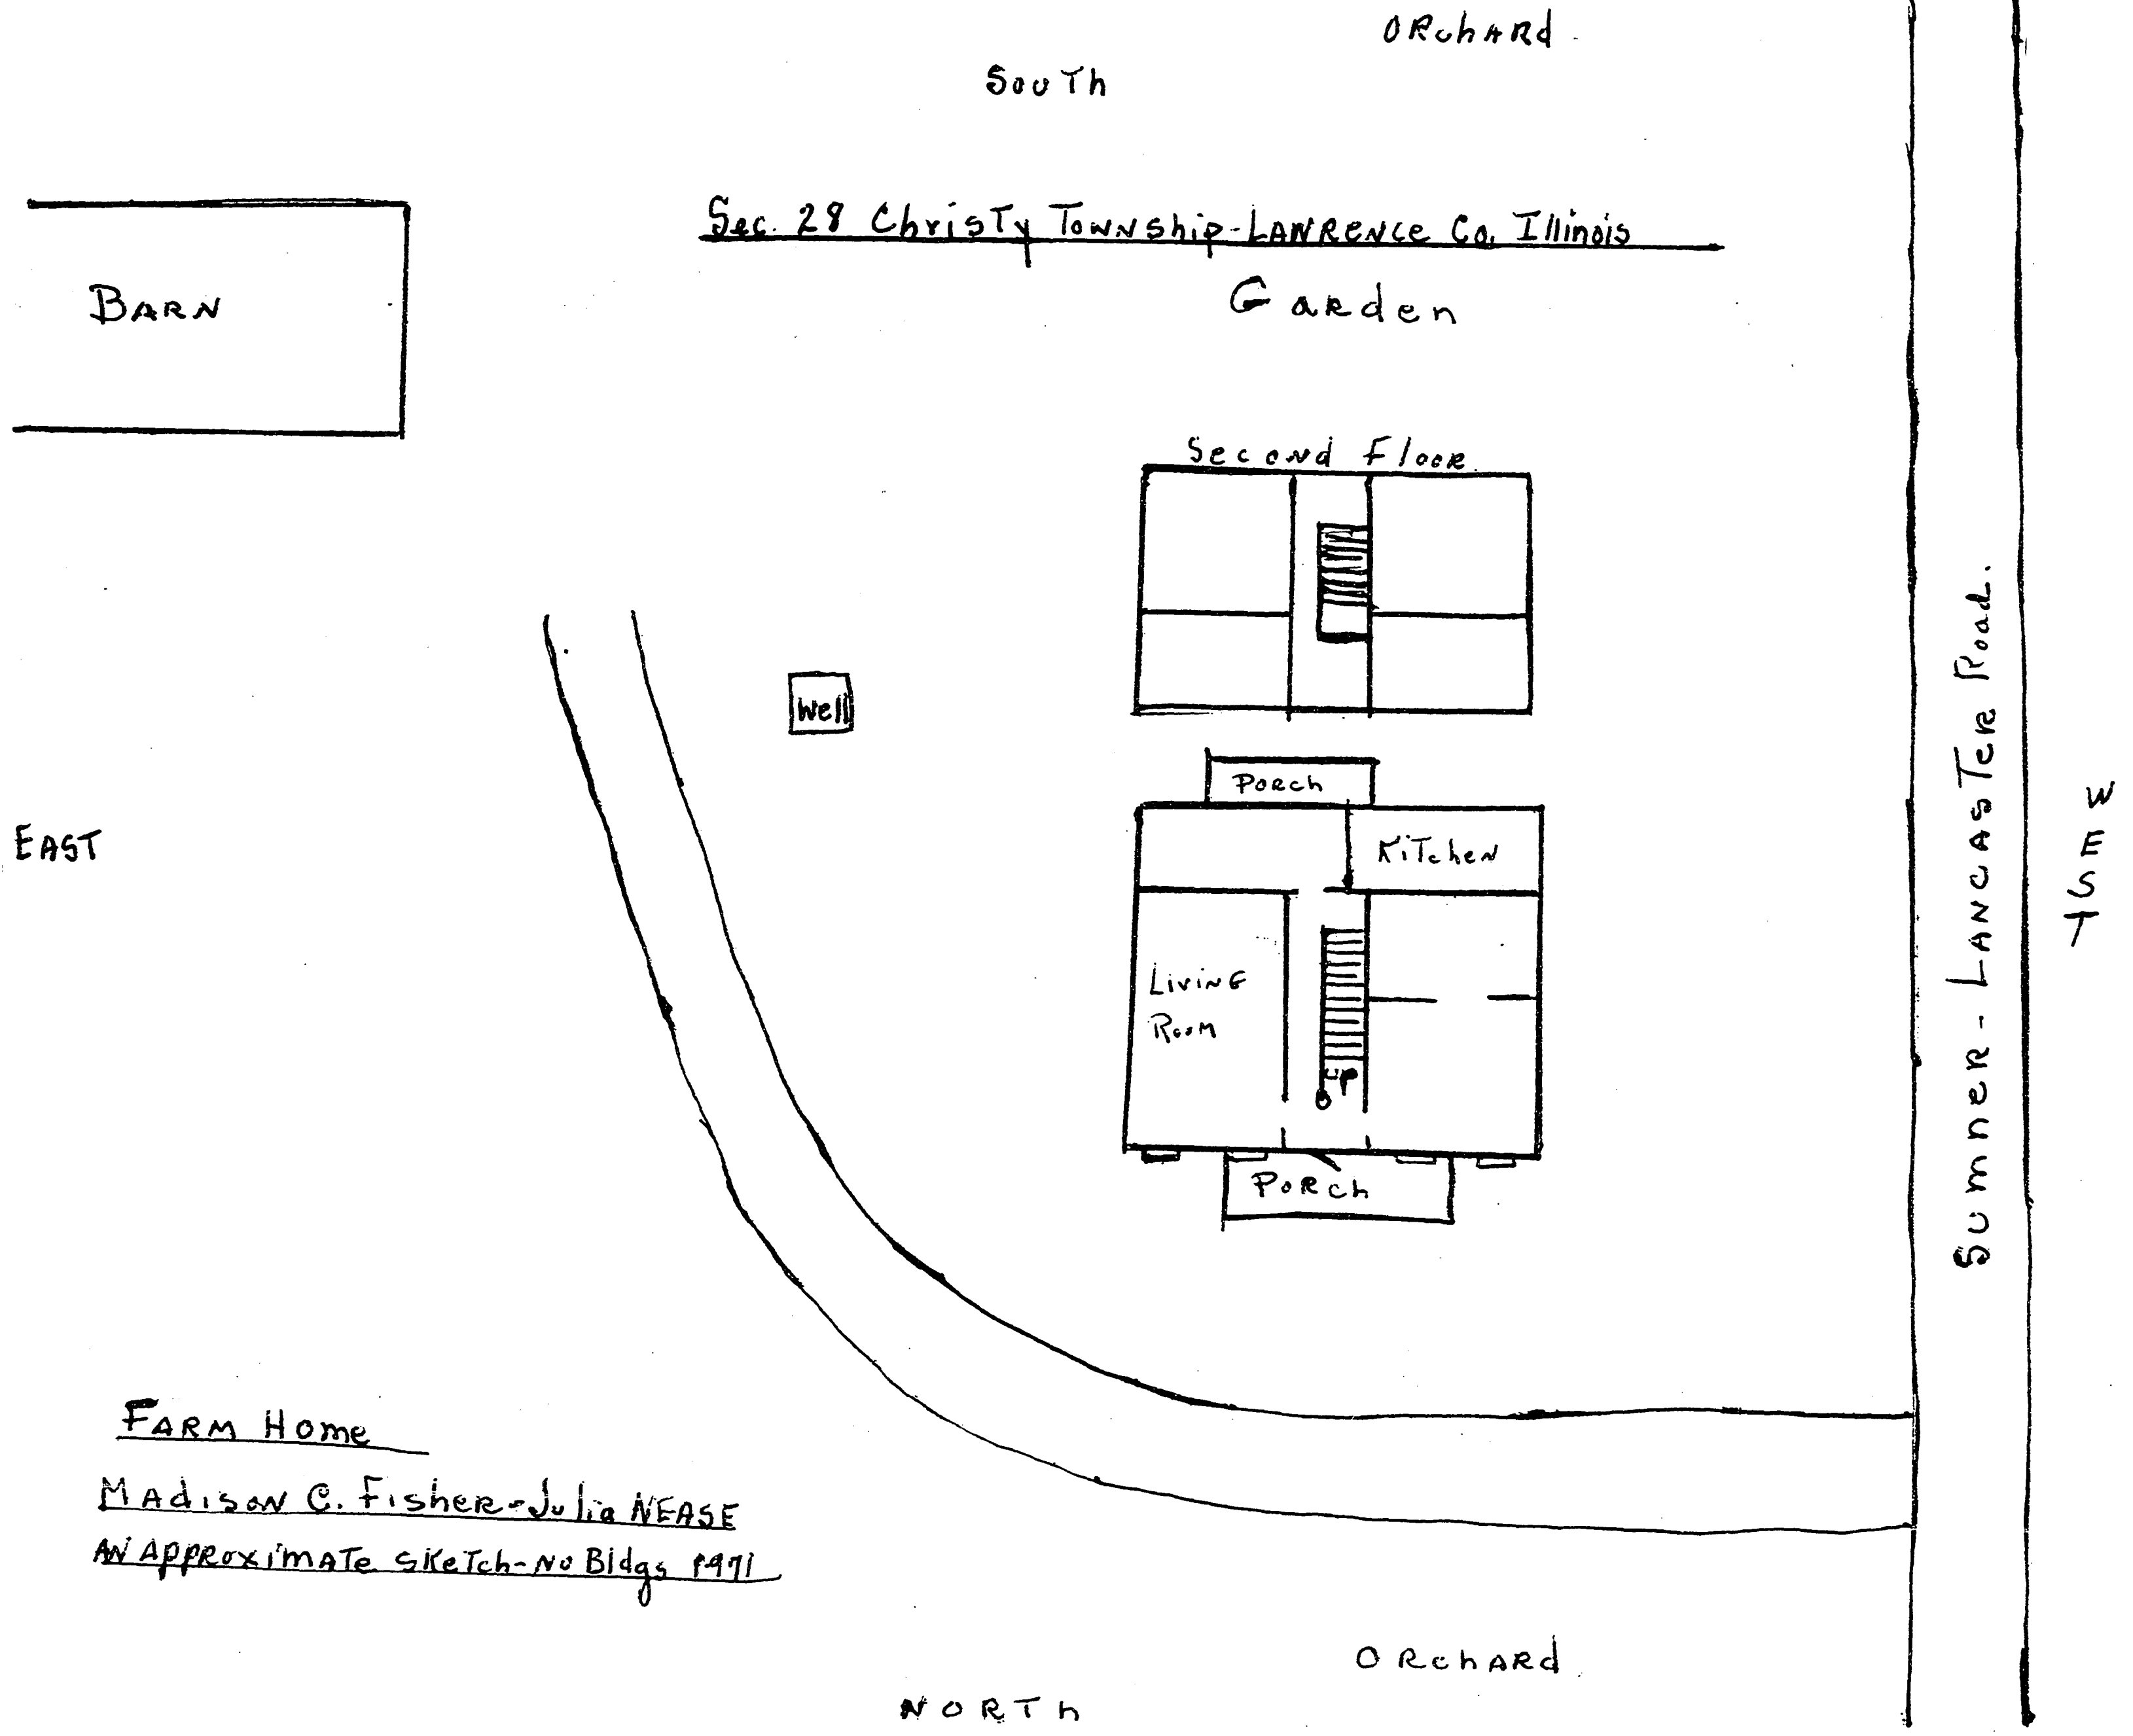 ORchARd
SouTh
Sec. 28 ChrisTy TownShip-LAWRENce Co. Illinois
Garden
BARN
Second Floor
Well
Porch
KiTchen
EAST
WEST
Sumner-LancasTer Road.
Living
Room
up
Porch
FARM Home
MAdison C. Fisher-Julia NEASE
AN ApproximATe SkeTch-No Bldgs 1971
ORchARd
NORTh